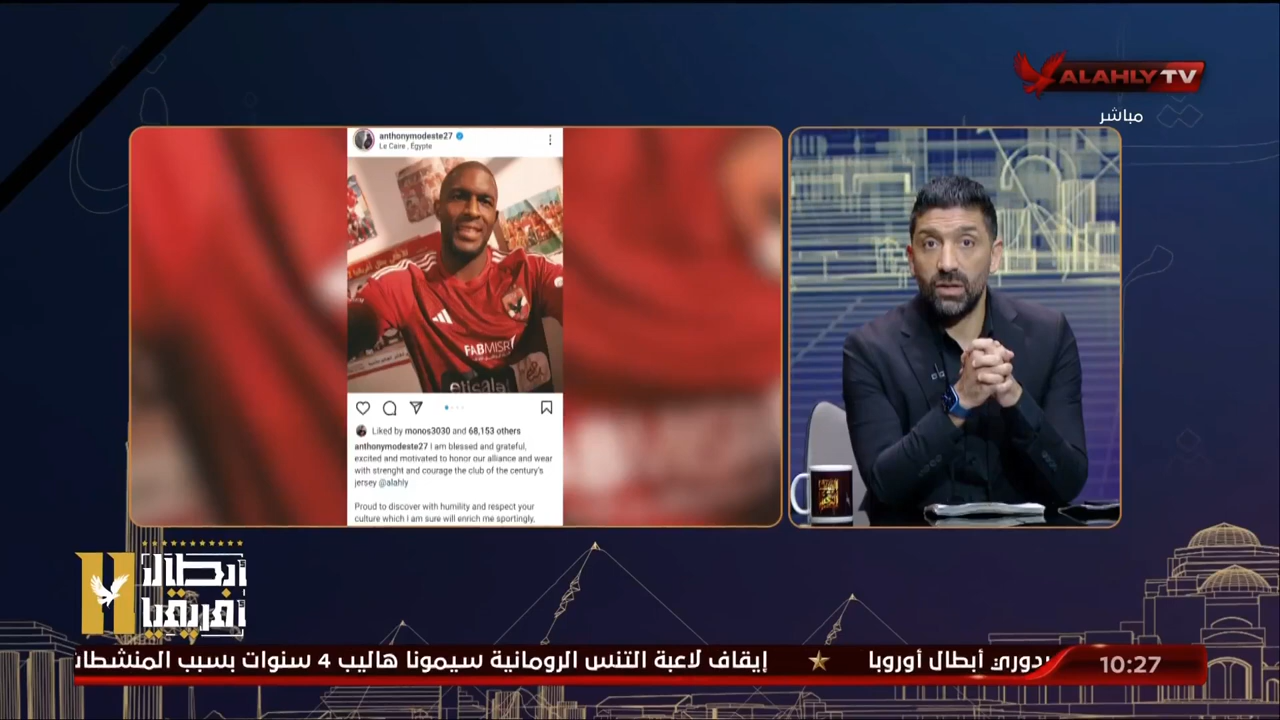 ALAHLY TV
مباشر
anthonymodeste27
Le Caire , Égypte
FABMISR
etisalat
Liked by monos3030 and 68,153 others
anthonymodeste27 I am blessed and grateful,
excited and motivated to honor our alliance and wear
with strenght and courage the club of the century's
jersey @alahly
Proud to discover with humility and respect your
culture which i am sure will enrich me sportingly,
أبطال
أفريقيا
11
دوري أبطال أوروبا ★ إيقاف لاعبة التنس الرومانية سيمونا هاليب 4 سنوات بسبب المنشطات
10:27